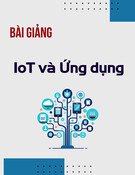 BÀI GIẢNG
IoT và Ứng dụng